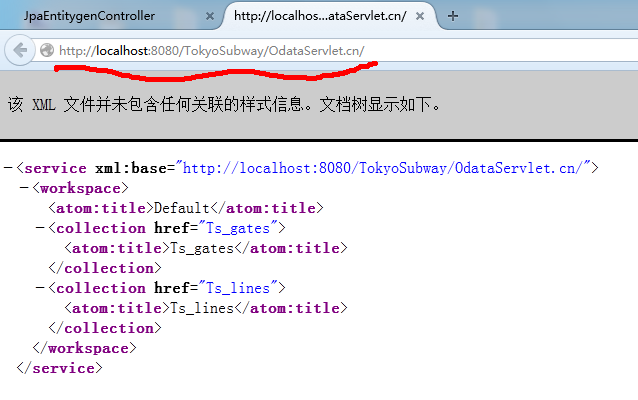 JpaEntitygenController
http://localhos...ataServlet.cn/
http://localhost:8080/TokyoSubway/OdataServlet.cn/
该 XML 文件并未包含任何关联的样式信息。文档树显示如下。
−<service xml:base="http://localhost:8080/TokyoSubway/OdataServlet.cn/">
−<workspace>
<atom:title>Default</atom:title>
−<collection href="Ts_gates">
<atom:title>Ts_gates</atom:title>
</collection>
−<collection href="Ts_lines">
<atom:title>Ts_lines</atom:title>
</collection>
</workspace>
</service>